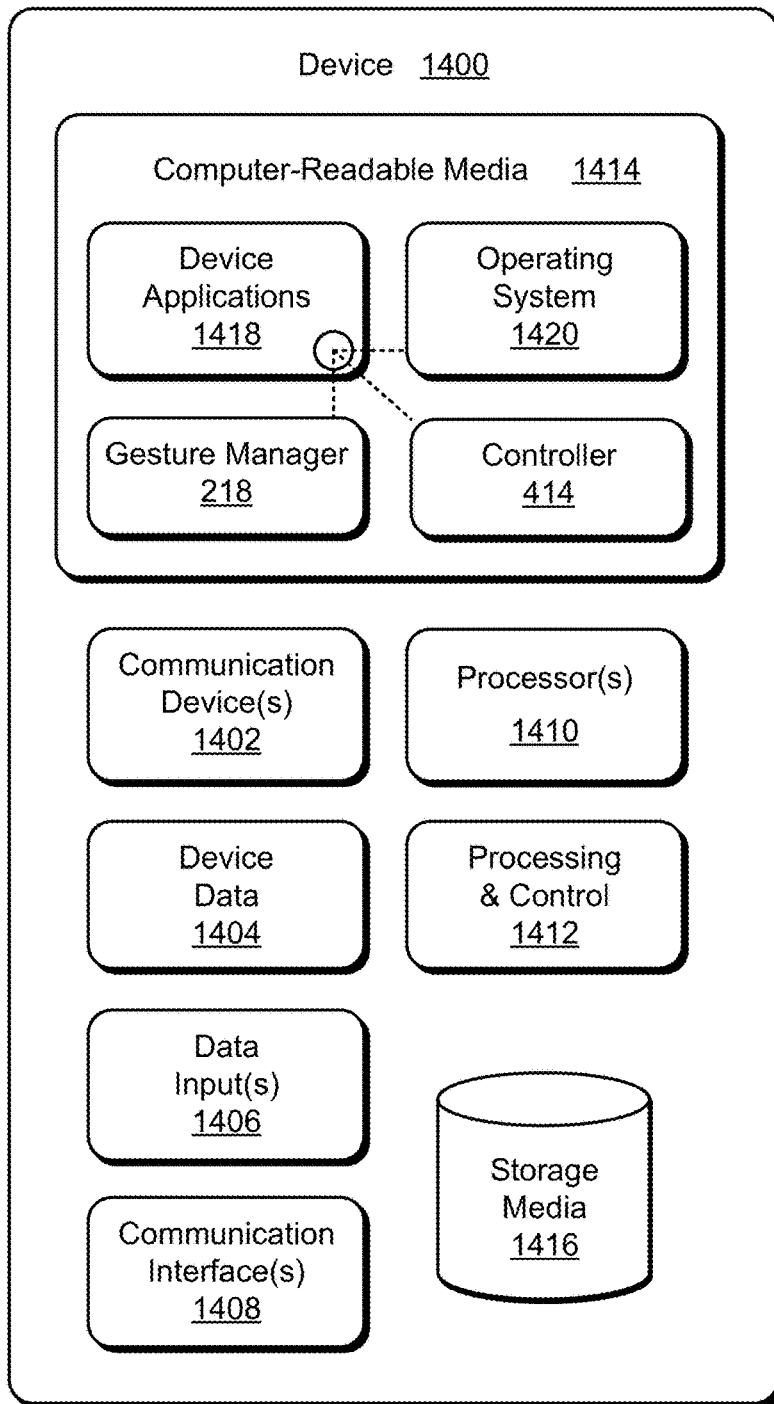 Device 1400
Computer-Readable Media 1414
Device
Applications
1418
Operating
System
1420
Gesture Manager
218
Controller
414
Communication
Device(s)
1402
Processor(s)
1410
Device
Data
1404
Processing
& Control
1412
Data
Input(s)
1406
Storage
Media
1416
Communication
Interface(s)
1408